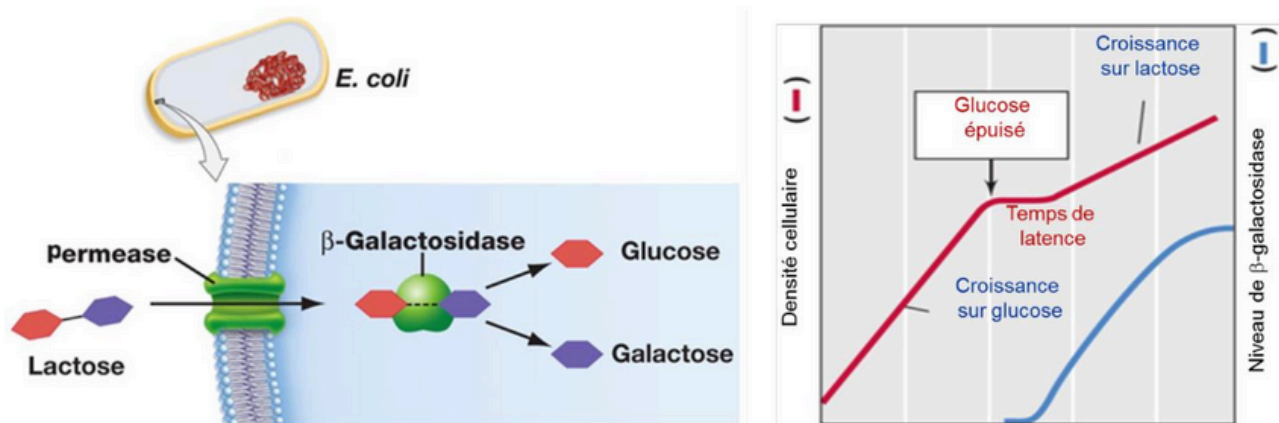 E. coli
Permease
β-Galactosidase
Glucose
Lactose
Galactose
Densité cellulaire (–)
Croissance
sur lactose
Glucose
épuisé
Temps de
latence
Croissance
sur glucose
Niveau de β-galactosidase (–)